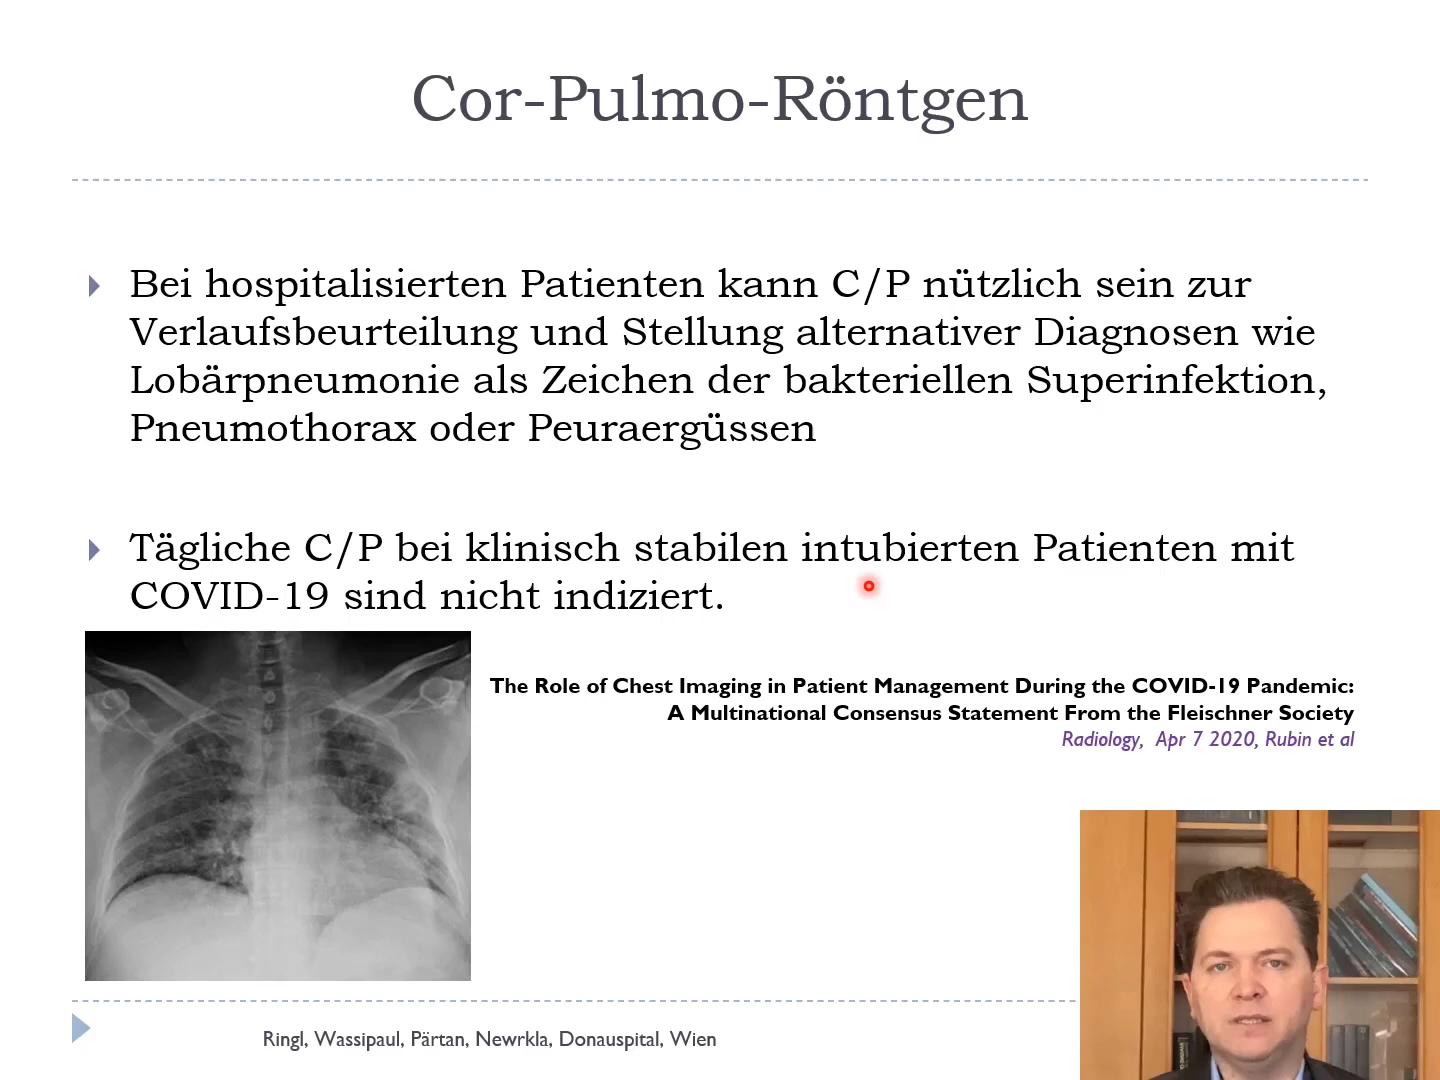 Cor-Pulmo-Röntgen
Bei hospitalisierten Patienten kann C/P nützlich sein zur
Verlaufsbeurteilung und Stellung alternativer Diagnosen wie
Lobärpneumonie als Zeichen der bakteriellen Superinfektion,
Pneumothorax oder Peuraergüssen
Tägliche C/P bei klinisch stabilen intubierten Patienten mit
COVID-19 sind nicht indiziert.
The Role of Chest Imaging in Patient Management During the COVID-19 Pandemic:
A Multinational Consensus Statement From the Fleischner Society
Radiology, Apr 7 2020, Rubin et al
Ringl, Wassipaul, Pärtan, Newrkla, Donauspital, Wien